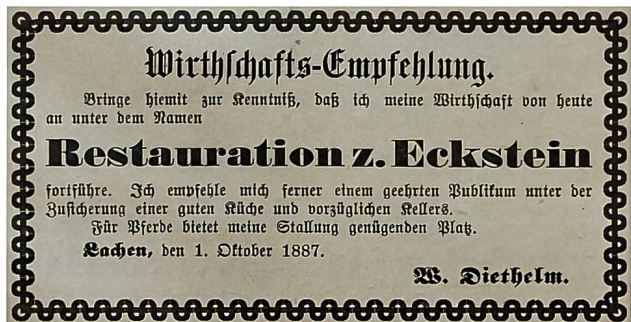 Wirthschafts-Empfehlung.
Bringe hiemit zur Kenntniß, daß ich meine Wirthschaft von heute
an unter dem Namen
Restauration z. Eckstein
fortführe. Ich empfehle mich ferner einem geehrten Publikum unter der
Zusicherung einer guten Küche und vorzüglichen Kellers.
Für Pferde bietet meine Stallung genügenden Platz.
Lachen, den 1. Oktober 1887.
W. Diethelm.